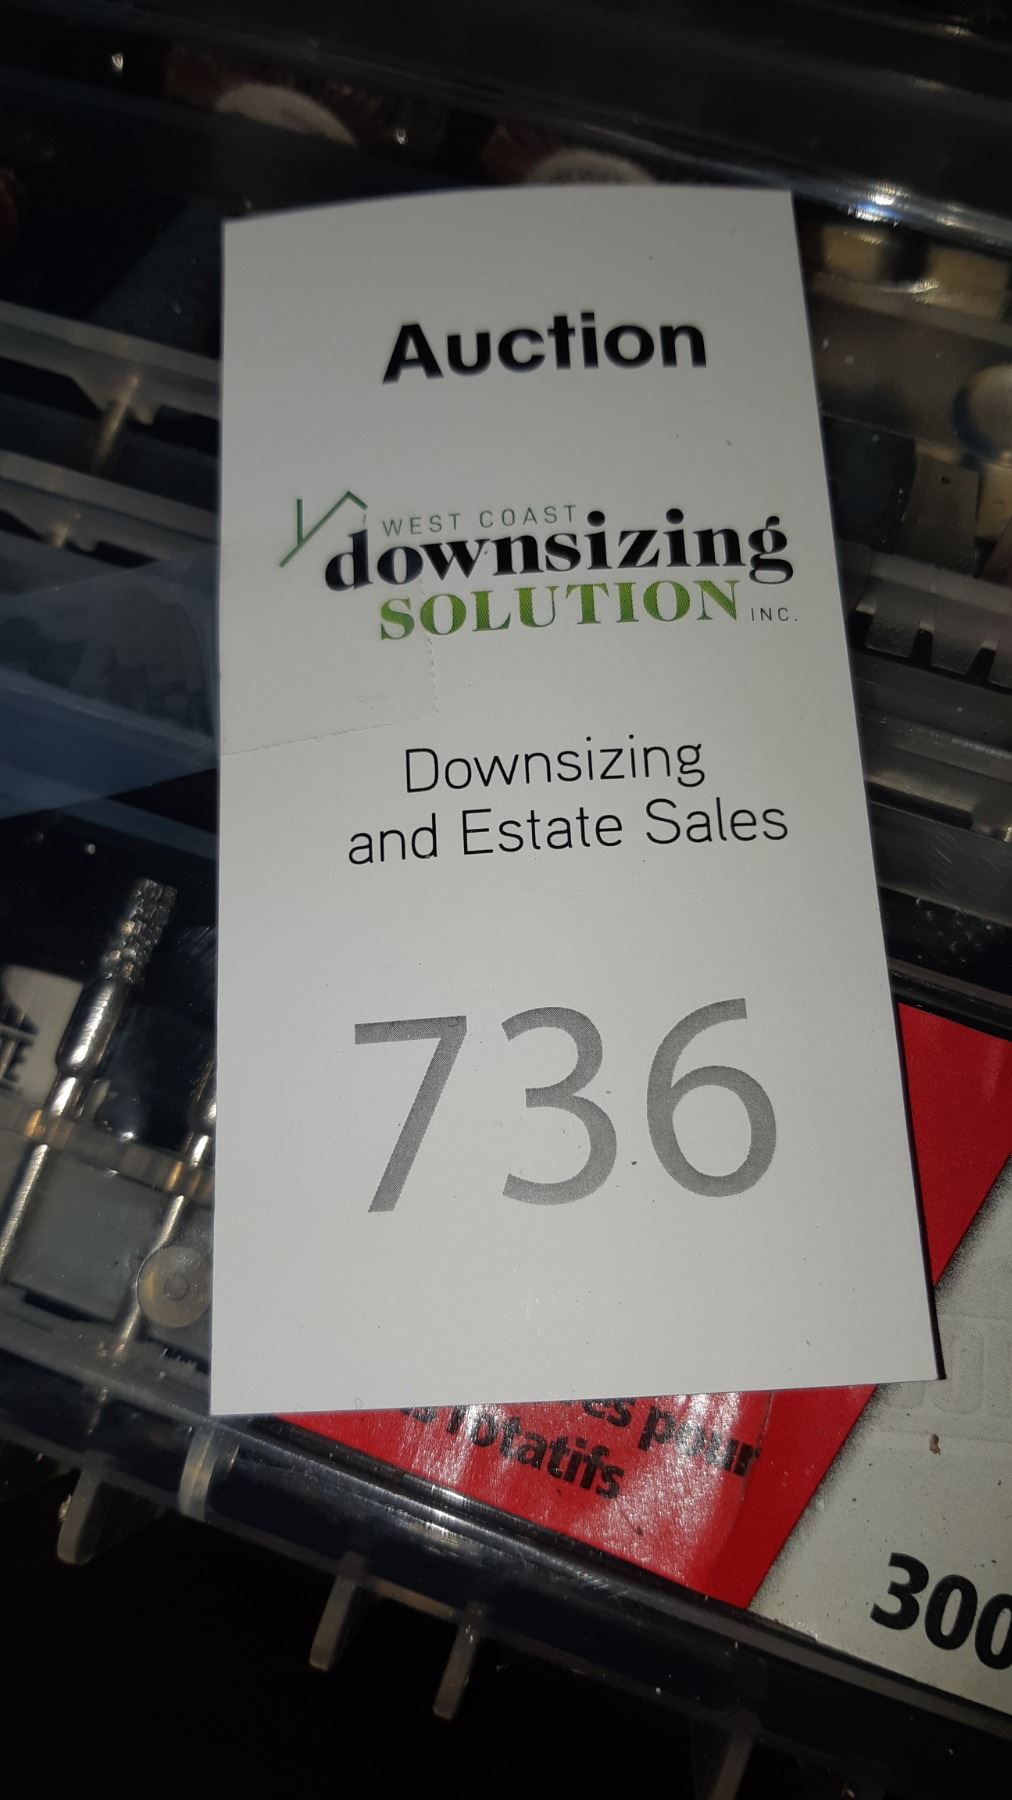 Auction
WEST COAST
downsizing
SOLUTION INC.
Downsizing
and Estate Sales
736
pour
rotatifs
300